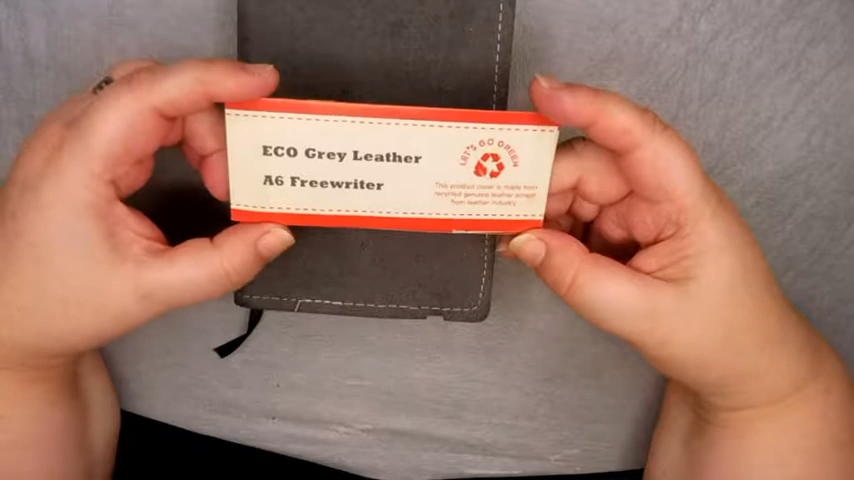 ECO Grey Leather
A6 Freewriter
LET'S GO GREEN
This product cover is made from
recycled genuine leather scrap
from leather industry